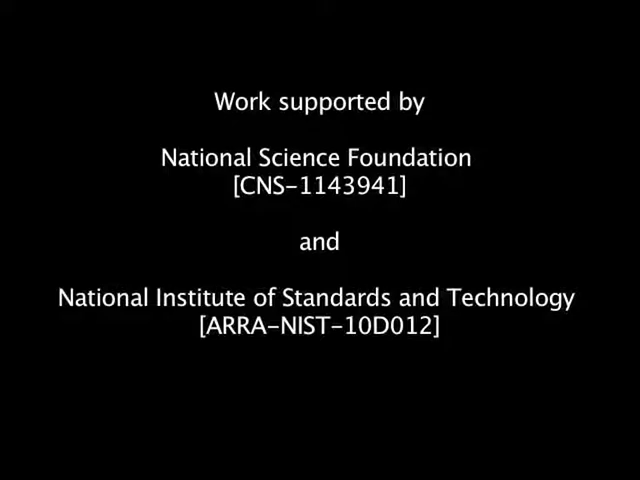 Work supported by
National Science Foundation
[CNS-1143941]
and
National Institute of Standards and Technology
[ARRA-NIST-10D012]